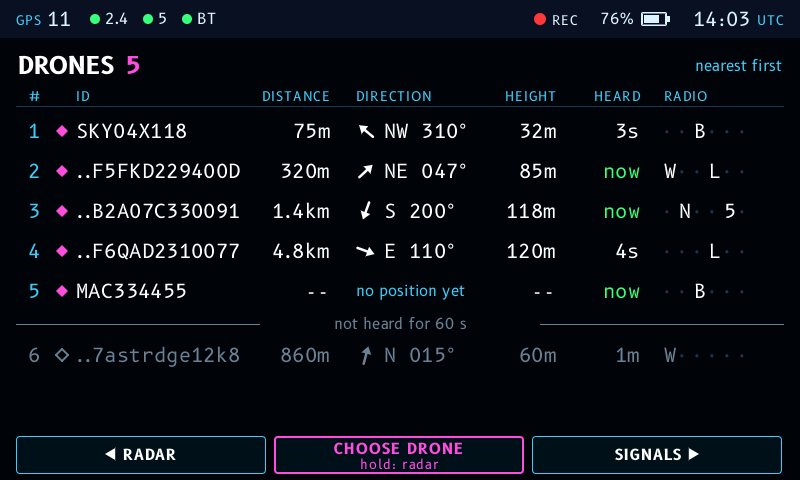 GPS 11 2.4 5 BT REC 76% 14:03 UTC
DRONES 5 nearest first
# ID DISTANCE DIRECTION HEIGHT HEARD RADIO
1 SKY04X118 75m NW 310° 32m 3s · · B · · ·
2 ..F5FKD229400D 320m NE 047° 85m now W · · L · ·
3 ..B2A07C330091 1.4km S 200° 118m now · N · · 5 ·
4 ..F6QAD2310077 4.8km E 110° 120m 4s · · · L · ·
5 MAC334455 -- no position yet -- now · · B · · ·
not heard for 60 s
6 ..7astrdge12k8 860m N 015° 60m 1m W · · · · ·
RADAR
CHOOSE DRONE
hold: radar
SIGNALS